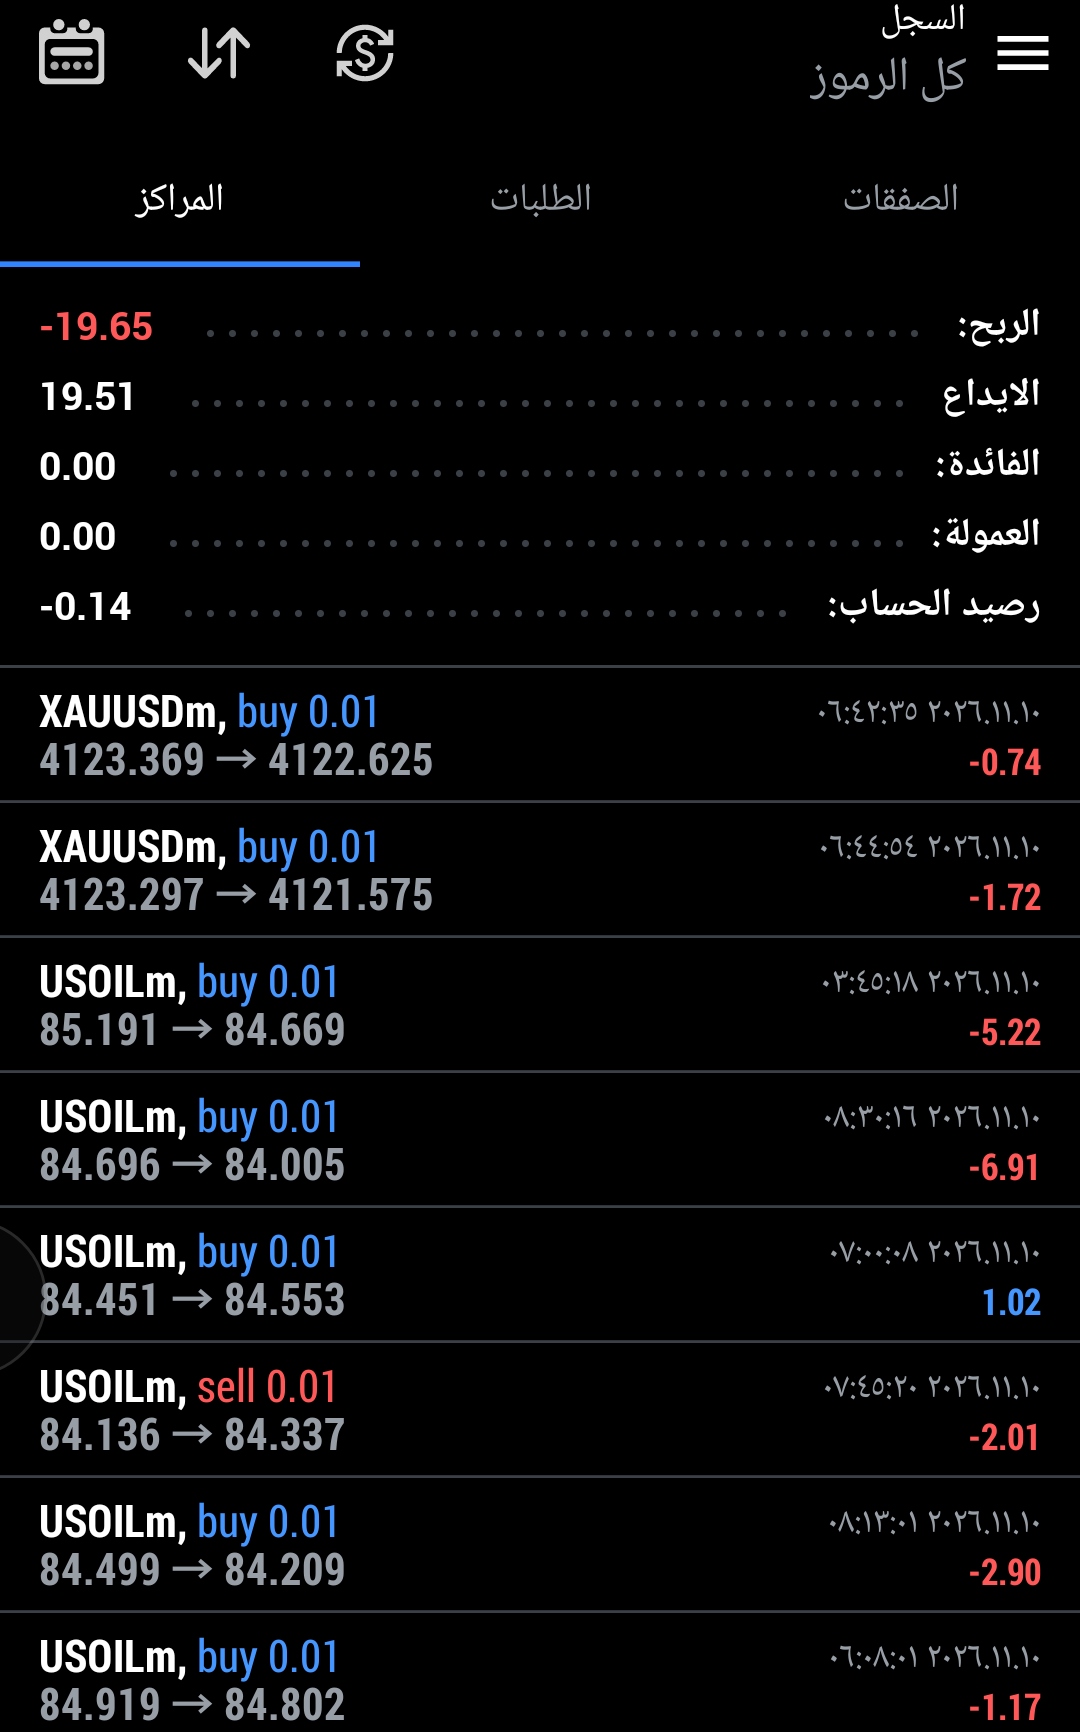 السجل
كل الرموز
المراكز
الطلبات
الصفقات
الربح: -19.65
الايداع 19.51
الفائدة: 0.00
العمولة: 0.00
رصيد الحساب: -0.14
XAUUSDm, buy 0.01 ٢٠٢٦.١١.١٠ ٠٦:٤٢:٣٥
4123.369 → 4122.625 -0.74
XAUUSDm, buy 0.01 ٢٠٢٦.١١.١٠ ٠٦:٤٤:٥٤
4123.297 → 4121.575 -1.72
USOILm, buy 0.01 ٢٠٢٦.١١.١٠ ٠٣:٤٥:١٨
85.191 → 84.669 -5.22
USOILm, buy 0.01 ٢٠٢٦.١١.١٠ ٠٨:٣٠:١٦
84.696 → 84.005 -6.91
USOILm, buy 0.01 ٢٠٢٦.١١.١٠ ٠٧:٠٠:٠٨
84.451 → 84.553 1.02
USOILm, sell 0.01 ٢٠٢٦.١١.١٠ ٠٧:٤٥:٢٠
84.136 → 84.337 -2.01
USOILm, buy 0.01 ٢٠٢٦.١١.١٠ ٠٨:١٣:٠١
84.499 → 84.209 -2.90
USOILm, buy 0.01 ٢٠٢٦.١١.١٠ ٠٦:٠٨:٠١
84.919 → 84.802 -1.17